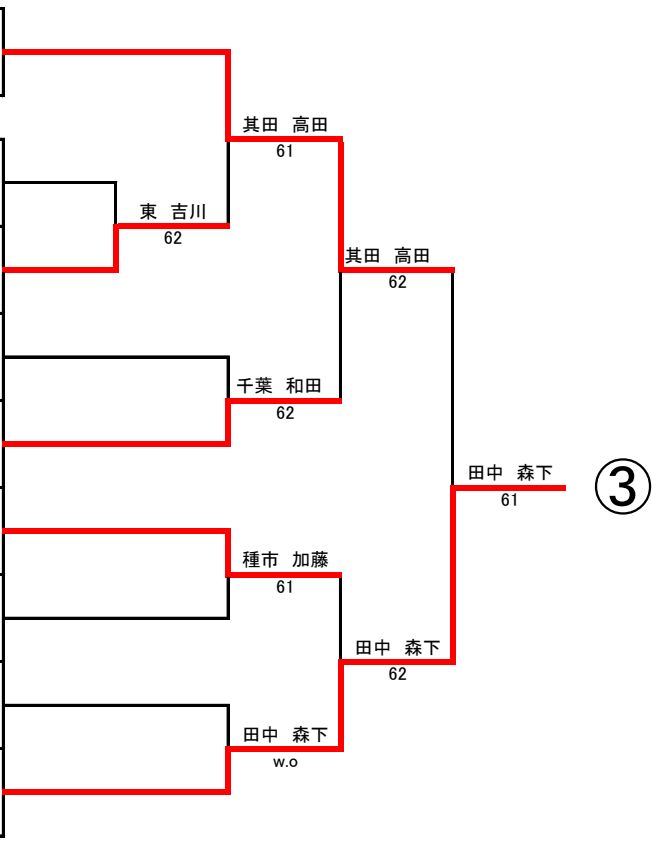 其田 高田
61
東 吉川
62
其田 高田
62
千葉 和田
62
田中 森下
61
③
種市 加藤
61
田中 森下
62
田中 森下
w.o